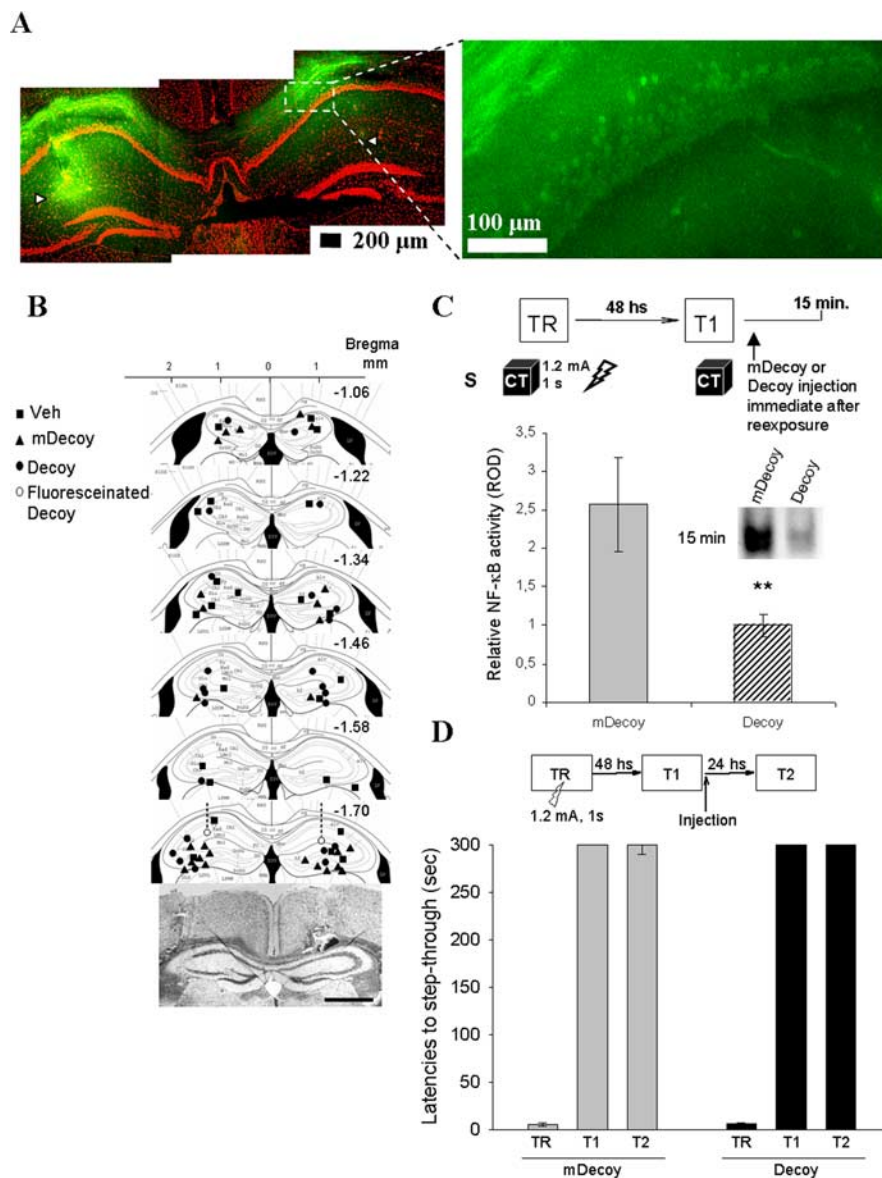 A
200 μm
100 μm
B
Bregma
mm
2 1 0 1
-1.06
-1.22
-1.34
-1.46
-1.58
-1.70
Veh
mDecoy
Decoy
Fluoresceinated
Decoy
C
TR
48 hs
T1
15 min.
S
CT
1.2 mA
1 s
CT
mDecoy or
Decoy injection
immediate after
reexposure
Relative NF-κB activity (ROD)
3,5
3
2,5
2
1,5
1
0,5
0
mDecoy
Decoy
15 min
**
mDecoy
Decoy
D
TR
48 hs
T1
24 hs
T2
1.2 mA, 1s
Injection
Latencies to step-through (sec)
300
250
200
150
100
50
0
TR T1 T2 TR T1 T2
mDecoy Decoy